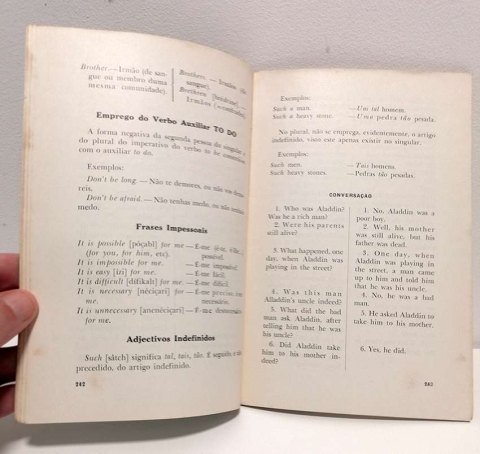 Brother.—Irmão (de san-
gue ou membro duma
mesma comunidade).
Brothers. — Irmãos
sangue).
Brethren
Irmãos
Emprego do Verbo Auxiliar TO DO
A forma negativa da segunda pessoa do singular e
do plural do imperativo do verbo to be
com o auxiliar to do.
Exemplos:
Don't be long. — Não te demores, ou não vos demo-
reis.
Don't be afraid. — Não tenhas medo, ou não tenhais
medo.
Frases Impessoais
It is possible [póçâbl] for me — É-me
(for you, for him, etc). possível.
It is impossible for me. — É-me impossível.
It is easy [izi] for me. — É-me fácil.
It is difficult [difikâlt] for me. — É-me difícil.
It is necessary [néciçari] for — É-me preciso,
me. necessário.
It is unnecessary [anenéciçari] — É-me desnecessário
for me.
Adjectivos Indefinidos
Such [sâtch] significa tal, tais, tão. É seguido,
precedido, do artigo indefinido.
242
Exemplos:
Such a man. — Um tal homem.
Such a heavy stone. — Uma pedra tão pesada.
No plural, não se emprega, evidentemente, o artigo
indefinido, visto este apenas existir no singular.
Exemplos:
Such men. — Tais homens.
Such heavy stones. — Pedras tão pesadas.
CONVERSAÇÃO
1. Who was Aladdin?
Was he a rich man?
1. No, Aladdin was a
poor boy.
2. Were his parents
still alive?
2. Well, his mother
was still alive, but his
father was dead.
3. What happened, one
day, when Aladdin was
playing in the street?
3. One day, when
Aladdin was playing in
the street, a man came
up to him and told him
that he was his uncle.
4. Was this man
Alladdin's uncle indeed?
4. No, he was a bad
man.
5. What did the bad
man ask Aladdin, after
telling him that he was
his uncle?
5. He asked Aladdin to
take him to his mother.
6. Did Aladdin take
him to his mother in-
deed?
6. Yes, he did.
243